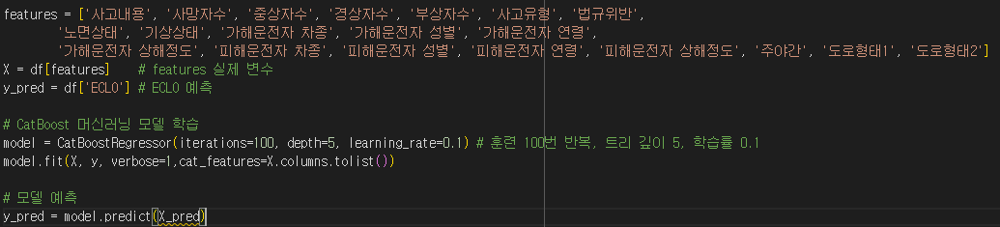 features = ['사고내용', '사망자수', '중상자수', '경상자수', '부상자수', '사고유형', '법규위반',
'노면상태', '기상상태', '가해운전자 차종', '가해운전자 성별', '가해운전자 연령',
'가해운전자 상해정도', '피해운전자 차종', '피해운전자 성별', '피해운전자 연령', '피해운전자 상해정도', '주야간', '도로형태1', '도로형태2']
X = df[features] # features 실제 변수
y_pred = df['ECLO'] # ECLO 예측
# CatBoost 머신러닝 모델 학습
model = CatBoostRegressor(iterations=100, depth=5, learning_rate=0.1) # 훈련 100번 반복, 트리 깊이 5, 학습률 0.1
model.fit(X, y, verbose=1,cat_features=X.columns.tolist())
# 모델 예측
y_pred = model.predict(X_pred)